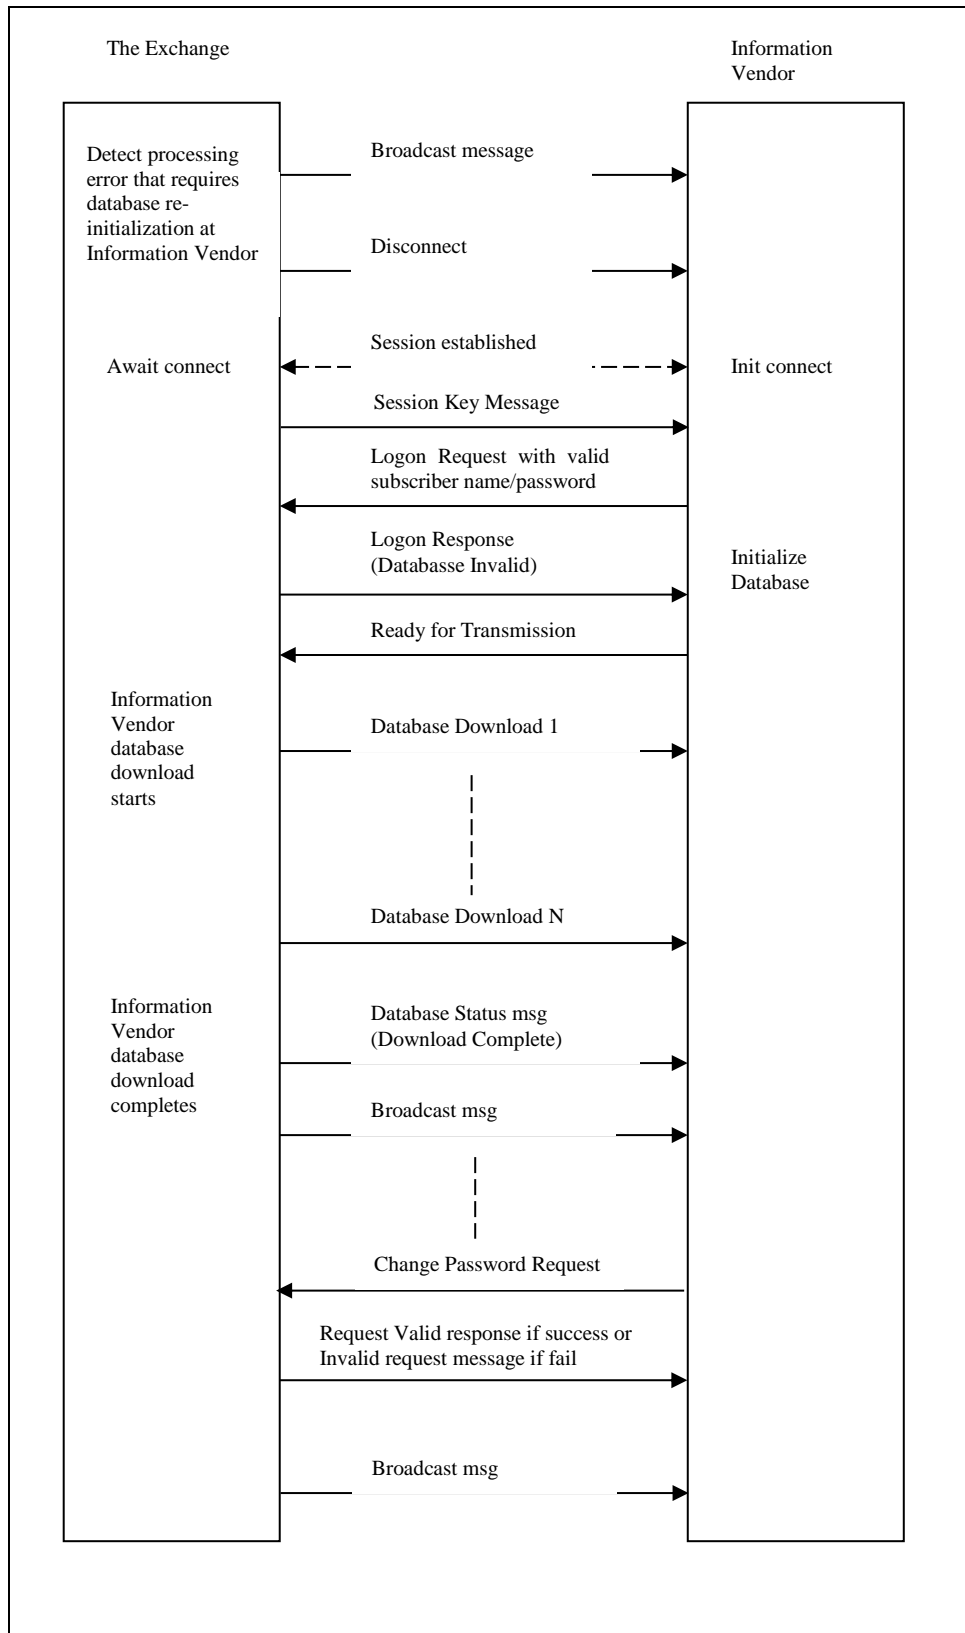 The Exchange
Information
Vendor
Detect processing
error that requires
database re-
initialization at
Information Vendor
Broadcast message
Disconnect
Await connect
Session established
Init connect
Session Key Message
Logon Request with valid
subscriber name/password
Logon Response
(Databasse Invalid)
Initialize
Database
Ready for Transmission
Information
Vendor
database
download
starts
Database Download 1
Database Download N
Information
Vendor
database
download
completes
Database Status msg
(Download Complete)
Broadcast msg
Change Password Request
Request Valid response if success or
Invalid request message if fail
Broadcast msg